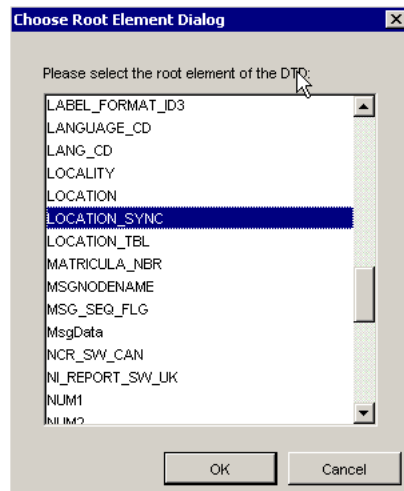 Choose Root Element Dialog
Please select the root element of the DTD:
LABEL_FORMAT_ID3
LANGUAGE_CD
LANG_CD
LOCALITY
LOCATION
LOCATION_SYNC
LOCATION_TBL
MATRICULA_NBR
MSGNODENAME
MSG_SEQ_FLG
MsgData
NCR_SW_CAN
NI_REPORT_SW_UK
NUM1
NUM2
OK
Cancel